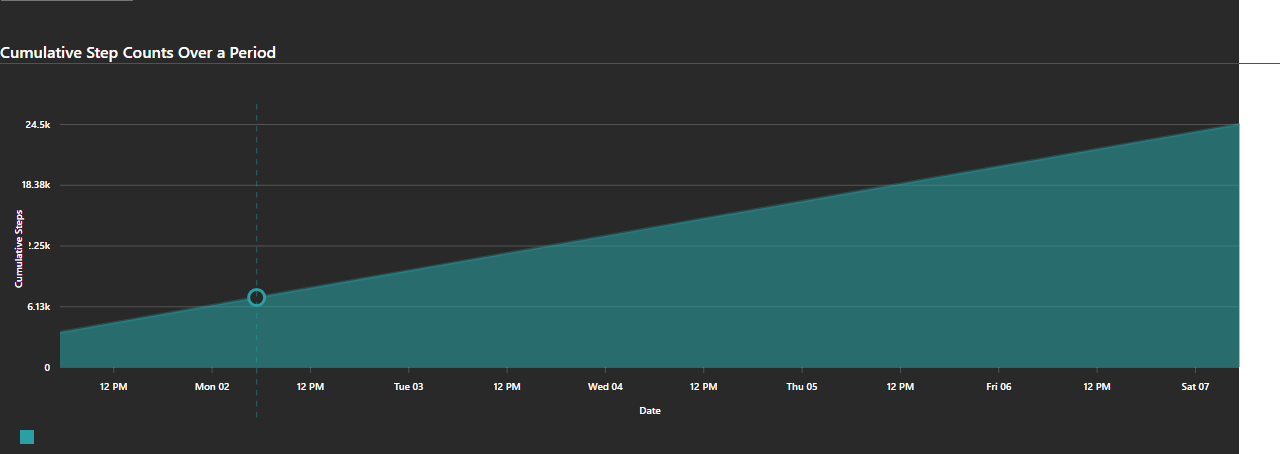 Cumulative Step Counts Over a Period
24.5k
18.38k
1.25k
6.13k
0
Cumulative Steps
12 PM Mon 02 12 PM Tue 03 12 PM Wed 04 12 PM Thu 05 12 PM Fri 06 12 PM Sat 07
Date